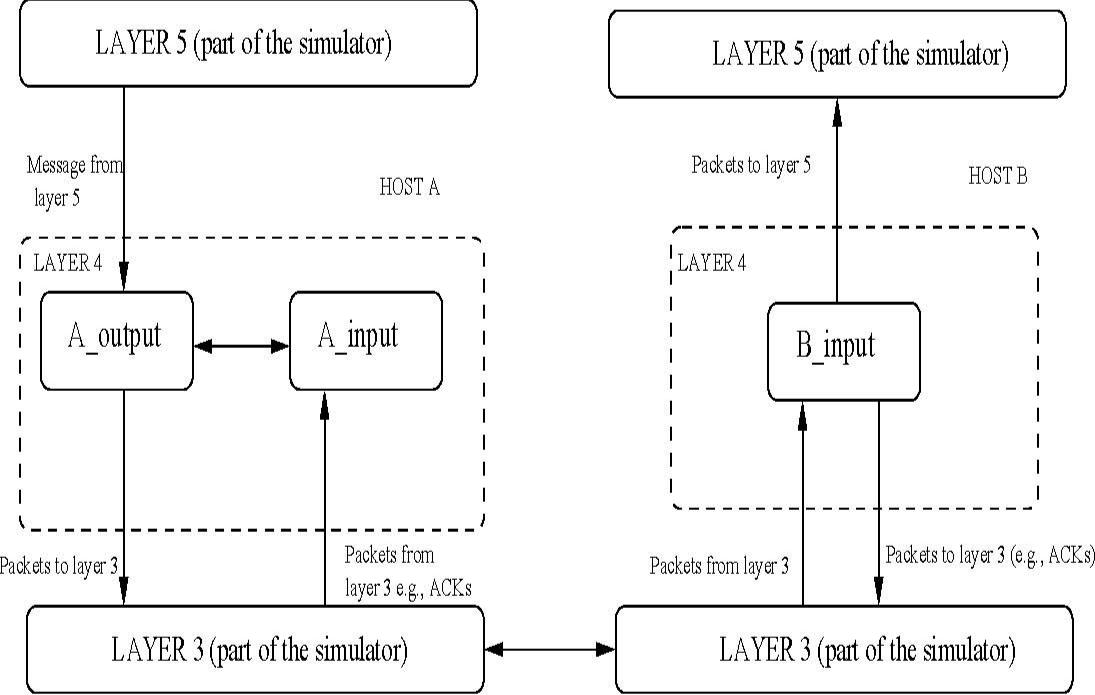 LAYER 5 (part of the simulator)
Message from
layer 5
HOST A
LAYER 4
A_output
A_input
Packets to layer 3
Packets from
layer 3 e.g., ACKs
LAYER 3 (part of the simulator)
LAYER 5 (part of the simulator)
Packets to layer 5
HOST B
LAYER 4
B_input
Packets from layer 3
Packets to layer 3 (e.g., ACKs)
LAYER 3 (part of the simulator)